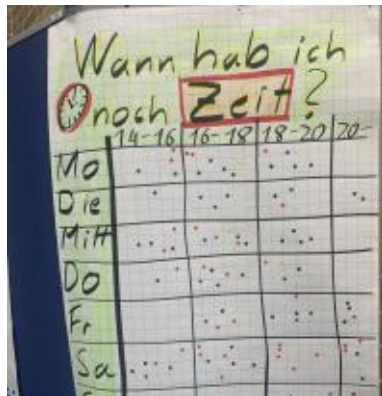 Wann hab ich
noch Zeit?
14-16 16-18 18-20 20-
Mo
Die
Mitt
Do
Fr
Sa